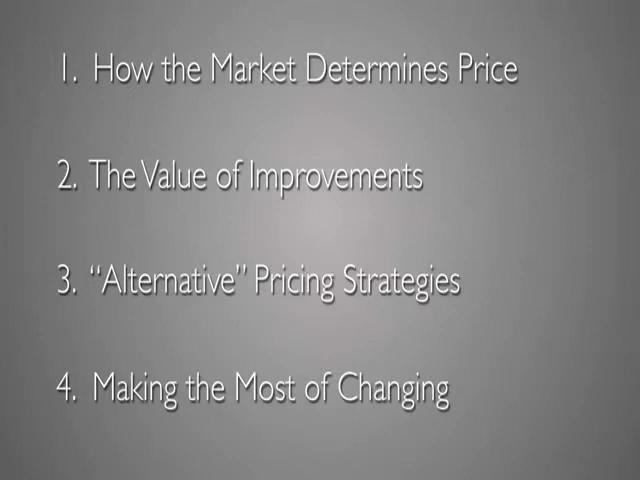 1. How the Market Determines Price
2. The Value of Improvements
3. “Alternative” Pricing Strategies
4. Making the Most of Changing